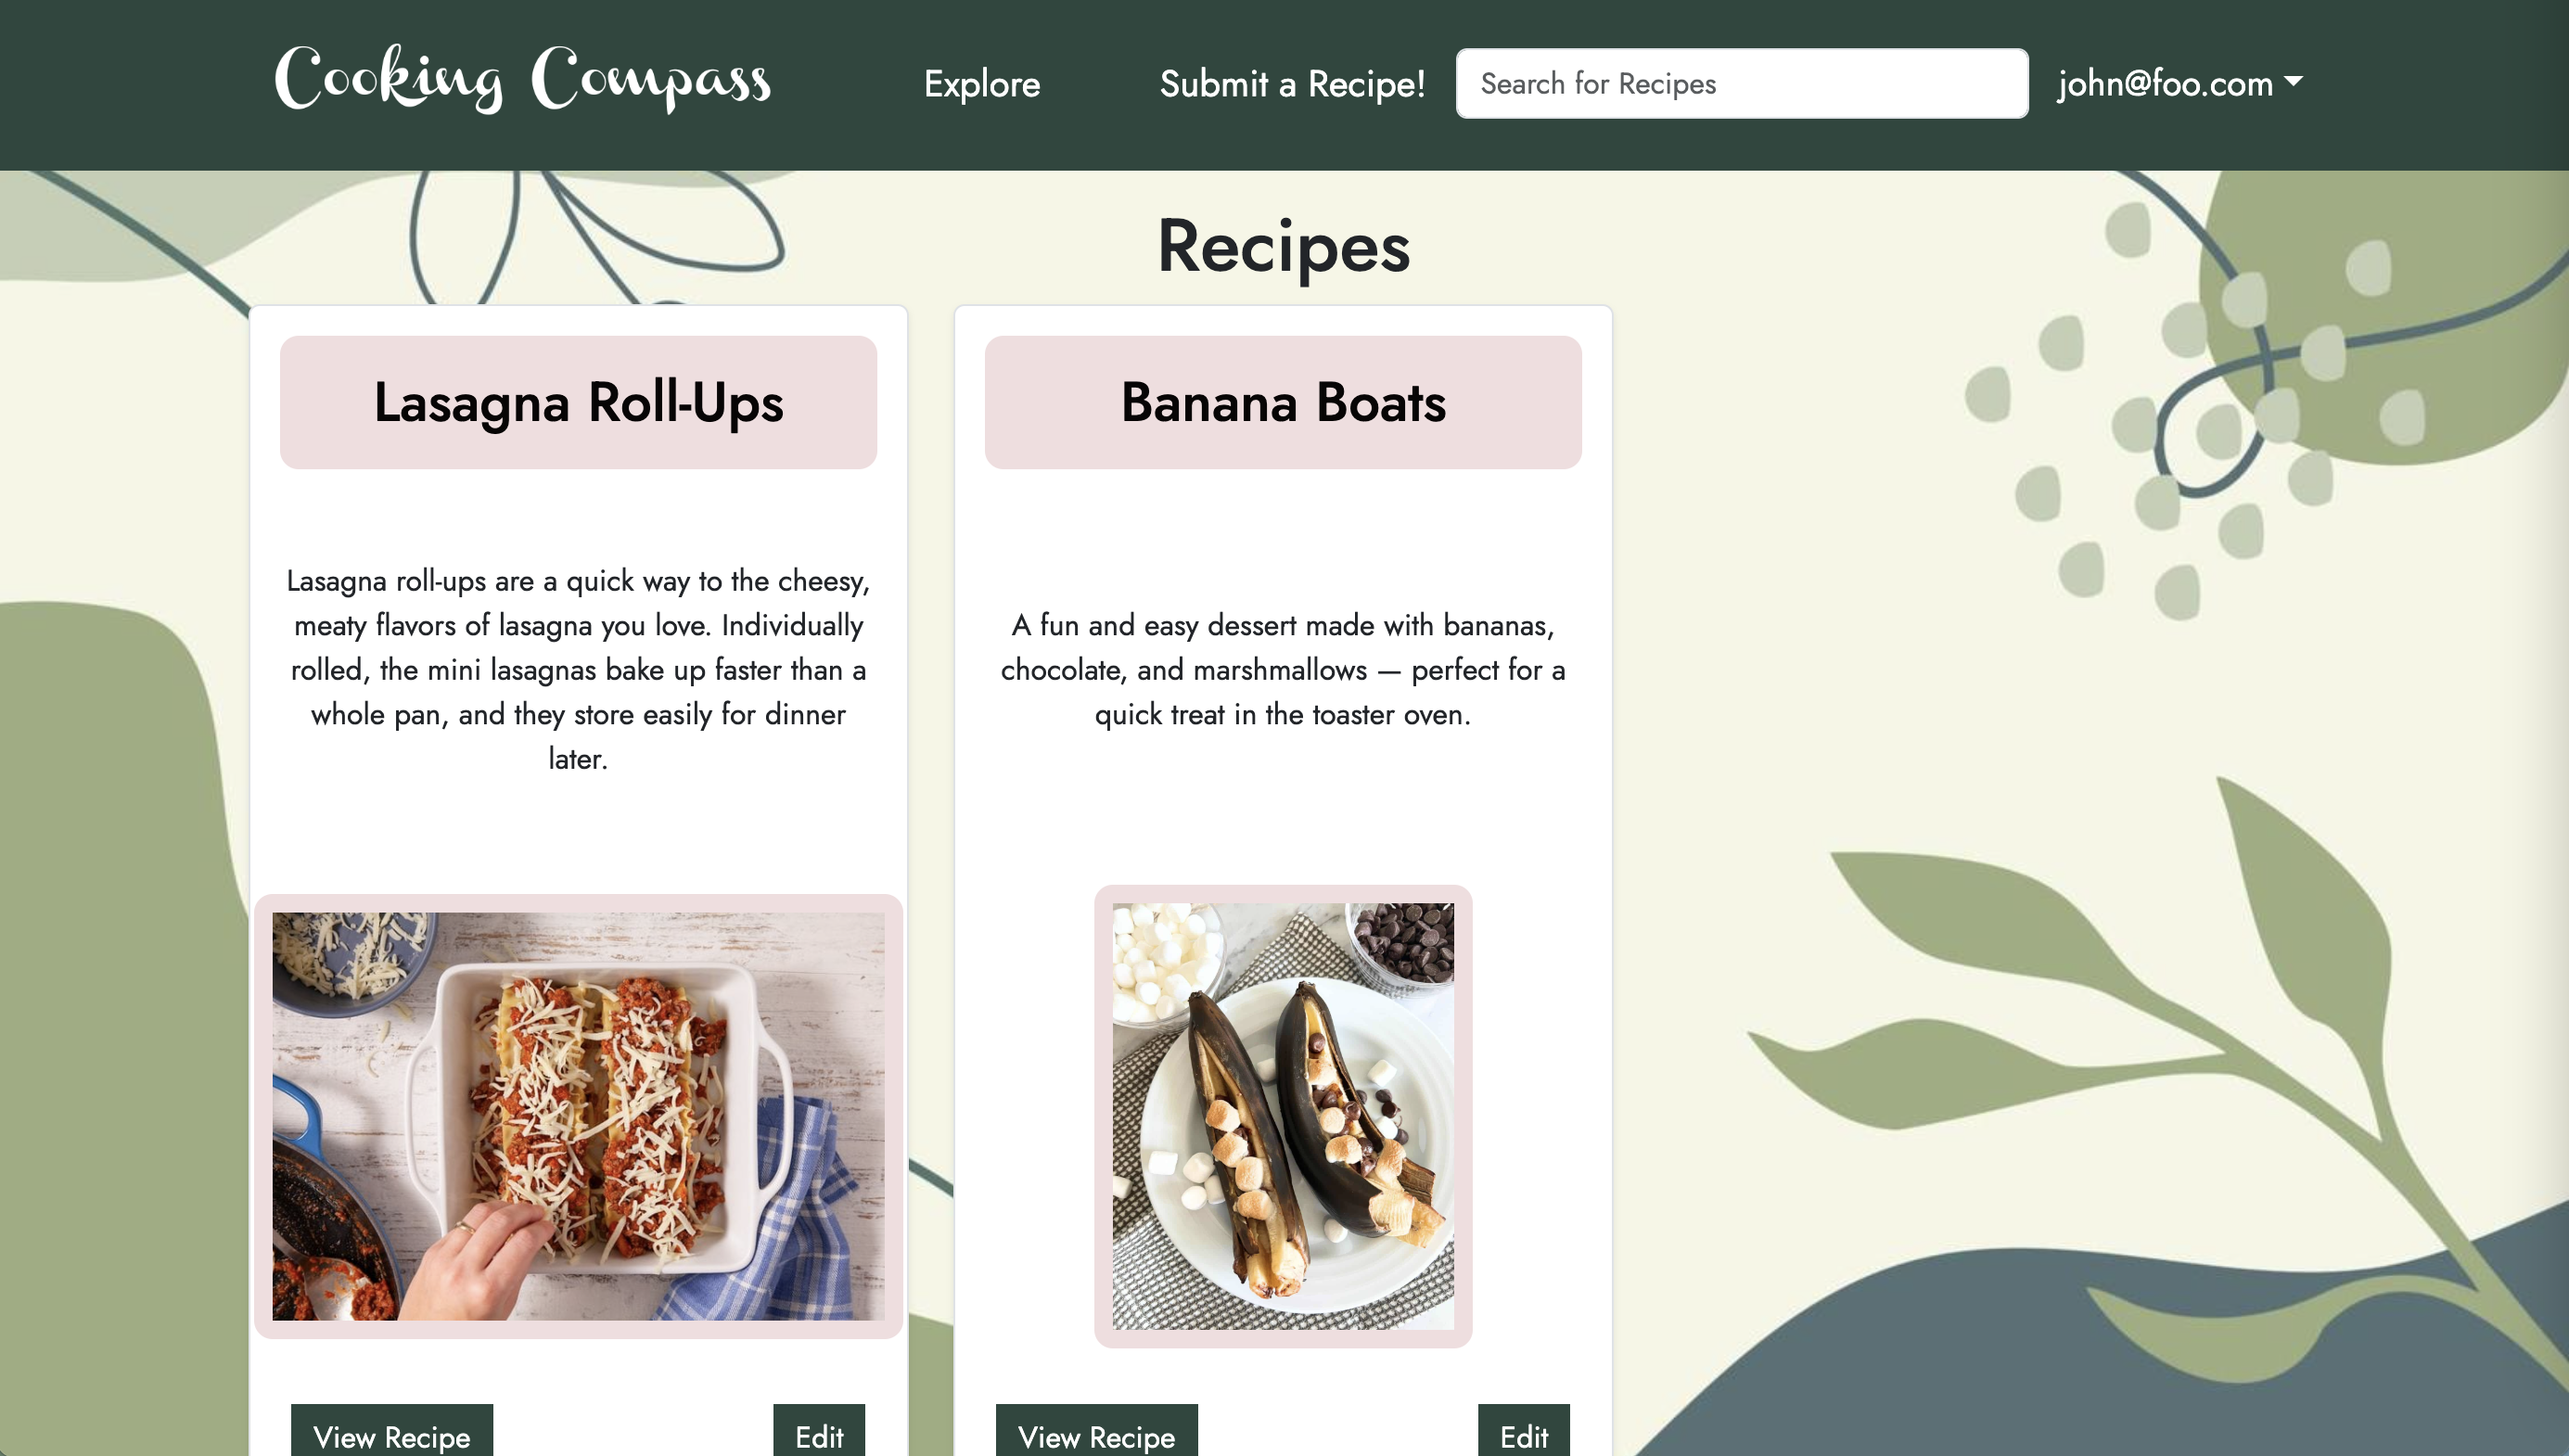 Cooking Compass
Explore
Submit a Recipe!
Search for Recipes
john@foo.com
Recipes
Lasagna Roll-Ups
Lasagna roll-ups are a quick way to the cheesy,
meaty flavors of lasagna you love. Individually
rolled, the mini lasagnas bake up faster than a
whole pan, and they store easily for dinner
later.
View Recipe
Edit
Banana Boats
A fun and easy dessert made with bananas,
chocolate, and marshmallows — perfect for a
quick treat in the toaster oven.
View Recipe
Edit